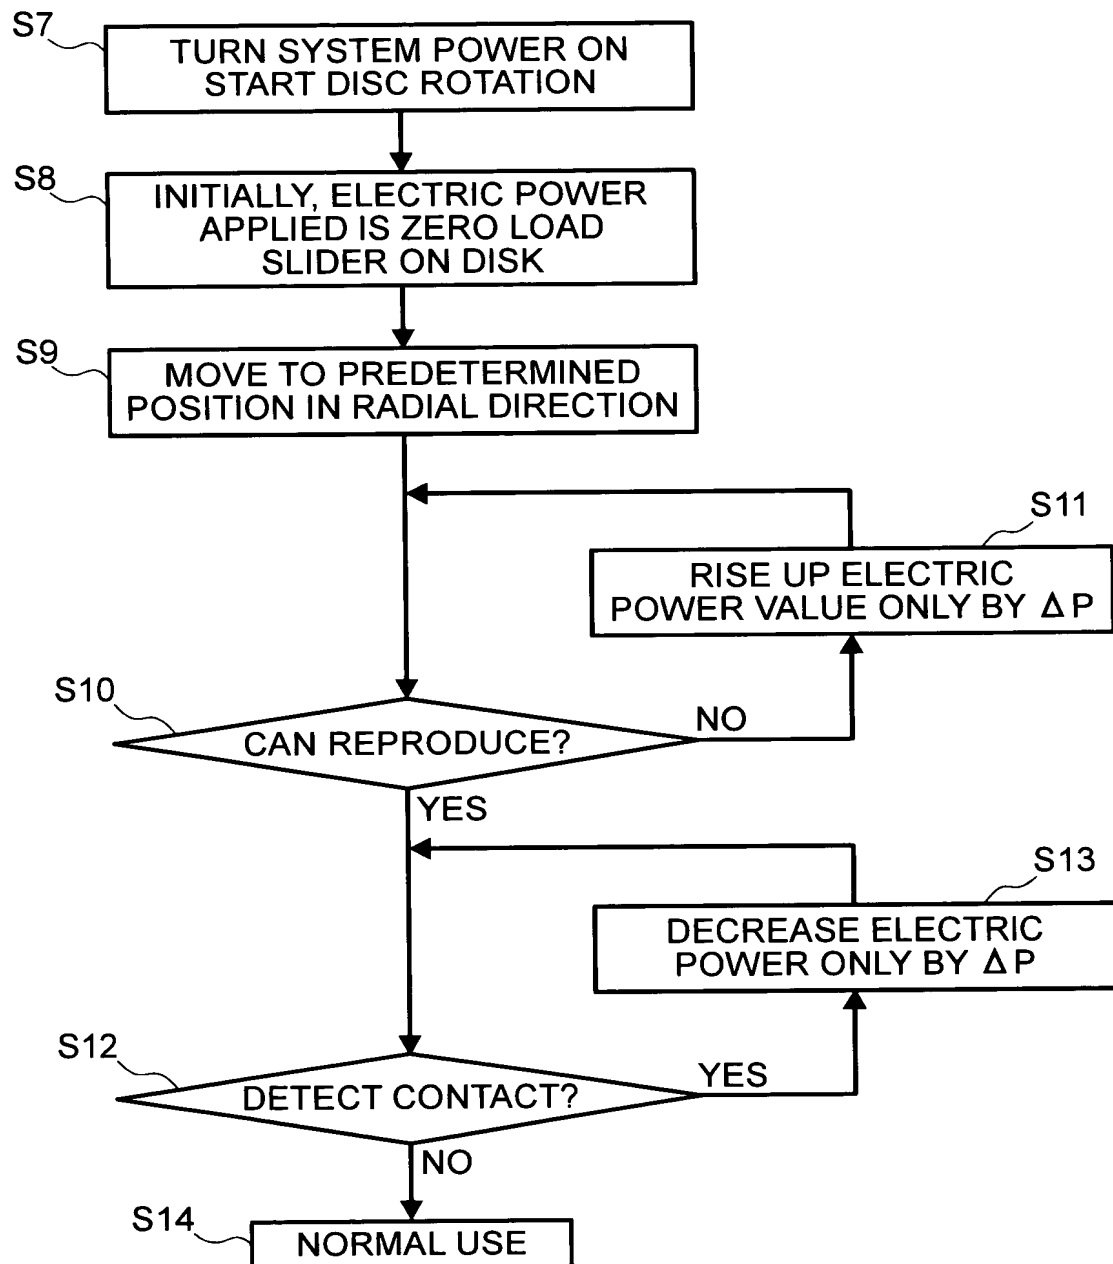 S7
TURN SYSTEM POWER ON
START DISC ROTATION
S8
INITIALLY, ELECTRIC POWER
APPLIED IS ZERO LOAD
SLIDER ON DISK
S9
MOVE TO PREDETERMINED
POSITION IN RADIAL DIRECTION
S11
RISE UP ELECTRIC
POWER VALUE ONLY BY Δ P
S10
CAN REPRODUCE?
NO
YES
S13
DECREASE ELECTRIC
POWER ONLY BY Δ P
S12
DETECT CONTACT?
YES
NO
S14
NORMAL USE